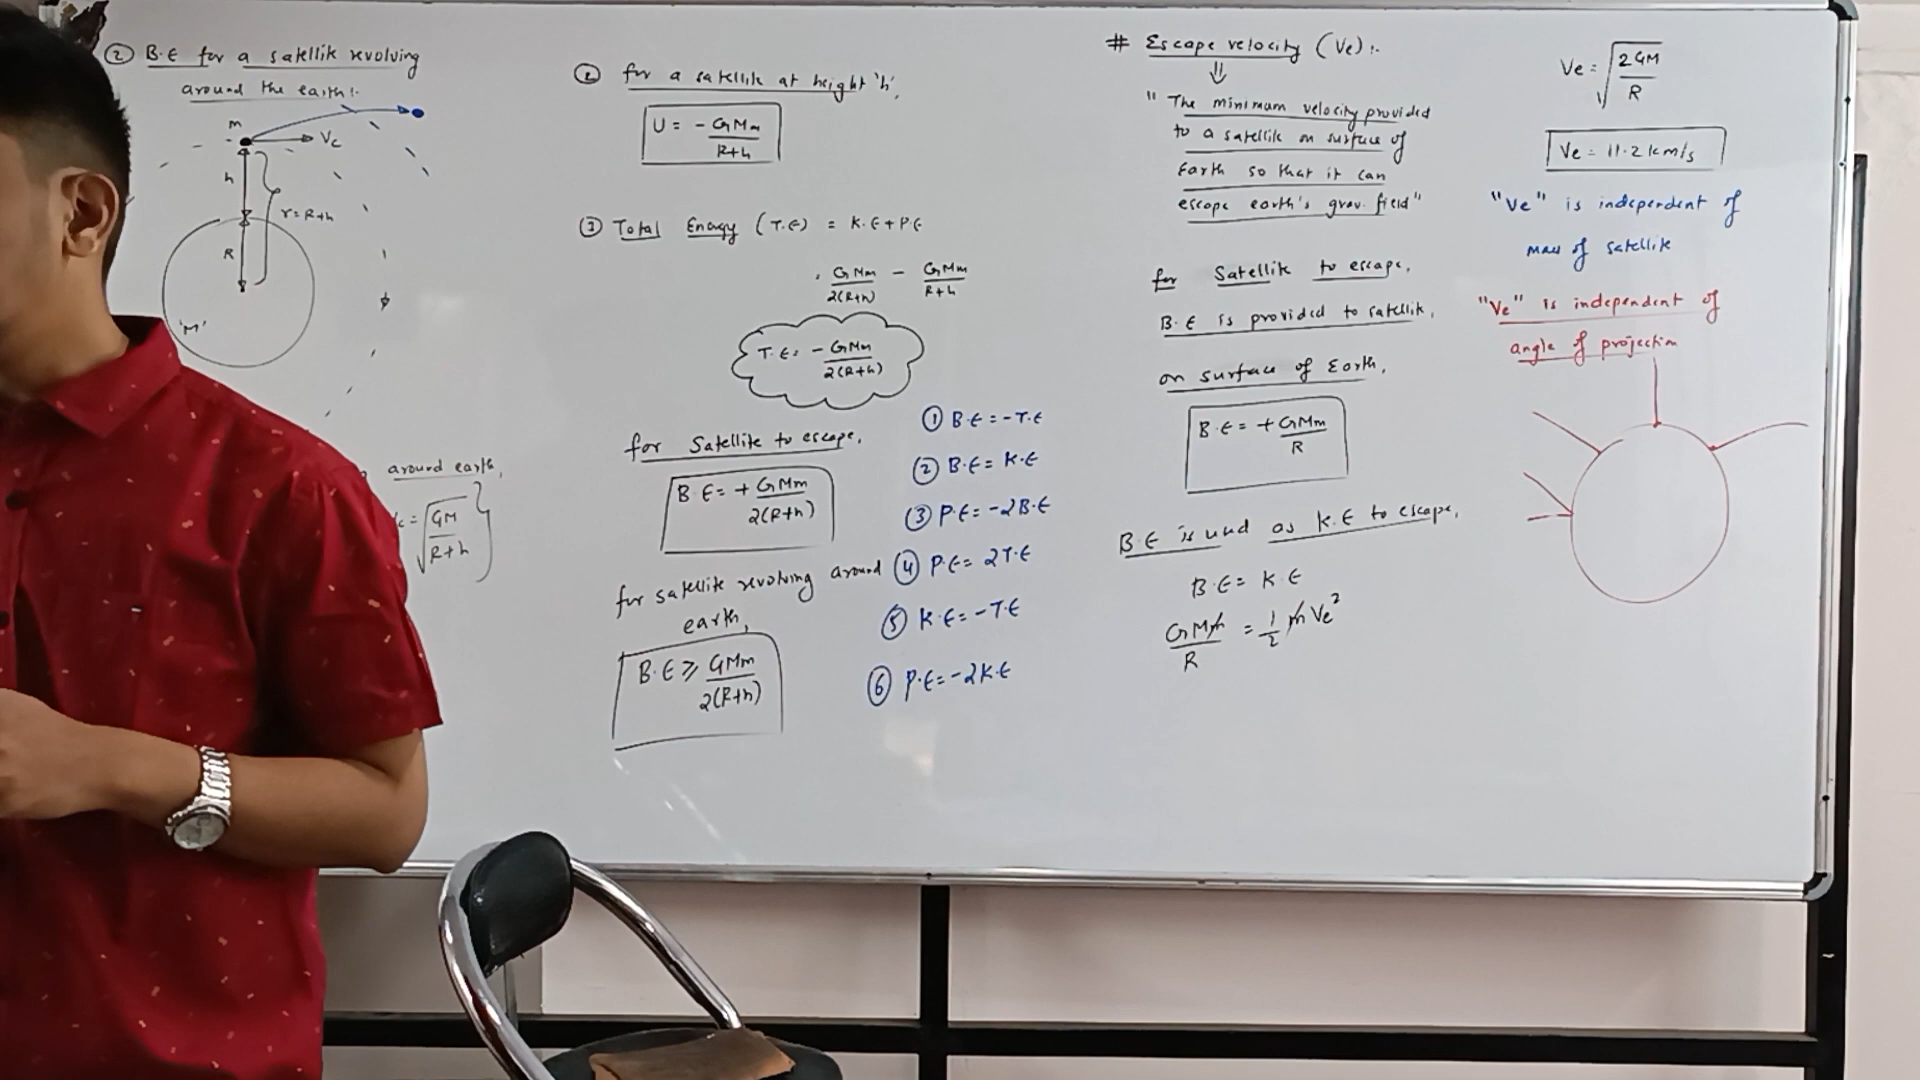 ② B.E for a satellite revolving
around the earth:-
m
Vc
h
r=R+h
R
'M'
around earth,
= √GM/R+h
② for a satellite at height 'h',
U = - GMm/R+h
③ Total Energy (T.E) = K.E+P.E
GMm/2(R+h) - GMm/R+h
T.E = - GMm/2(R+h)
for Satellite to escape,
B.E = + GMm/2(R+h)
for satellite revolving around
earth,
B.E ≥ GMm/2(R+h)
① B.E = -T.E
② B.E = K.E
③ P.E = -2B.E
④ P.E = 2T.E
⑤ K.E = -T.E
⑥ P.E = -2K.E
# Escape velocity (Ve):-
⇓
" The minimum velocity provided
to a satellite on surface of
Earth so that it can
escape earth's grav. field"
for Satellite to escape,
B.E is provided to satellite,
on surface of Earth,
B.E = + GMm/R
B.E is used as K.E to escape,
B.E = K.E
GMm/R = 1/2 m Ve²
Ve = √2GM/R
Ve = 11.2 km/s
"Ve" is independent of
mass of satellite
"Ve" is independent of
angle of projection